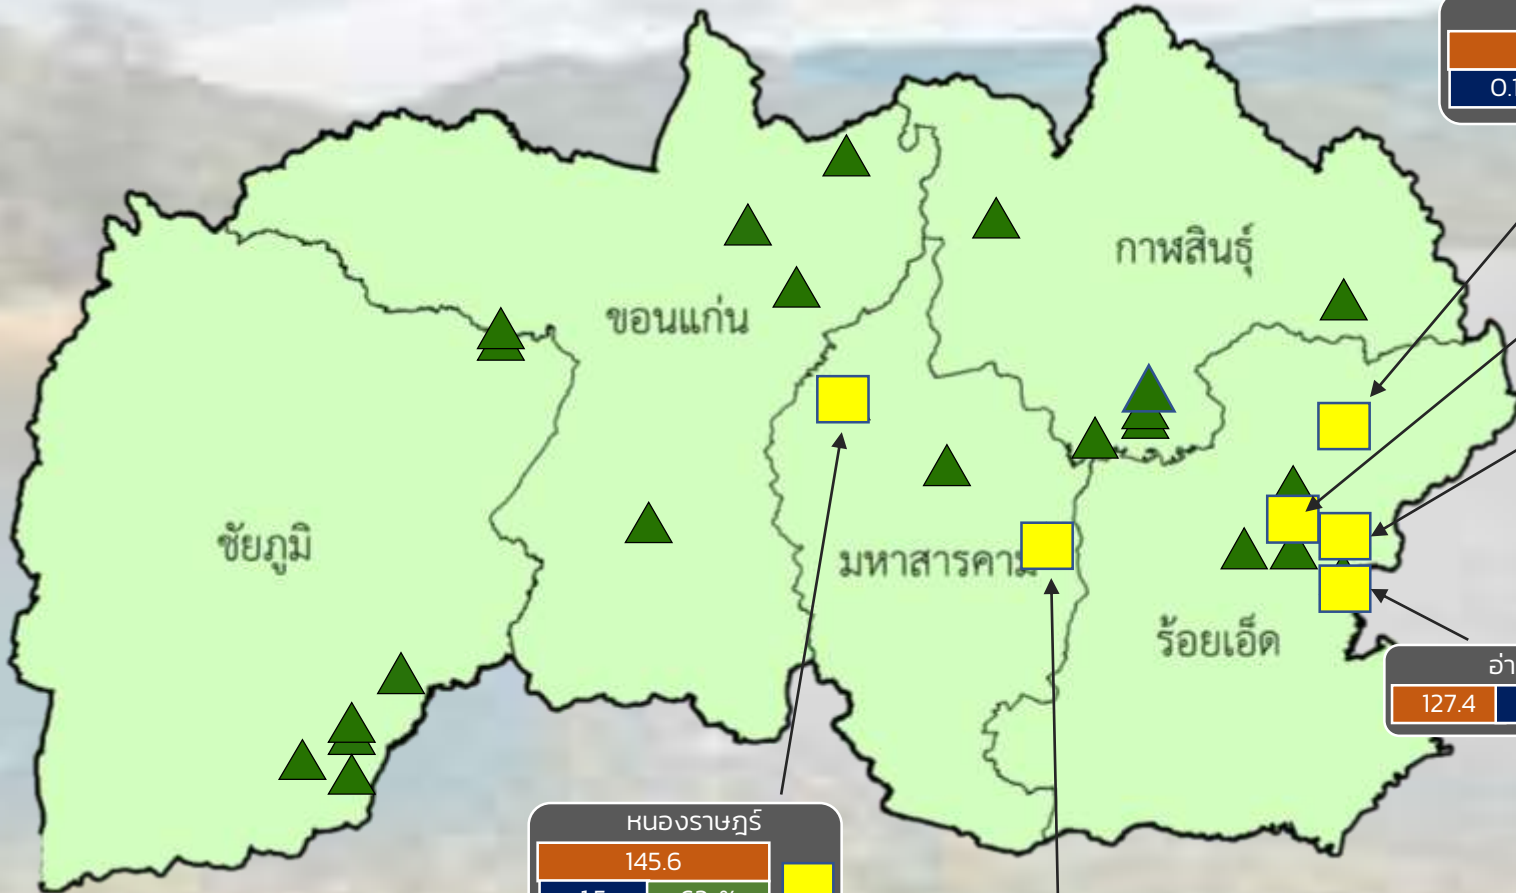 กาฬสินธุ์
ขอนแก่น
ชัยภูมิ
มหาสารคาม
ร้อยเอ็ด
127.4
หนองราษฎร์
145.6